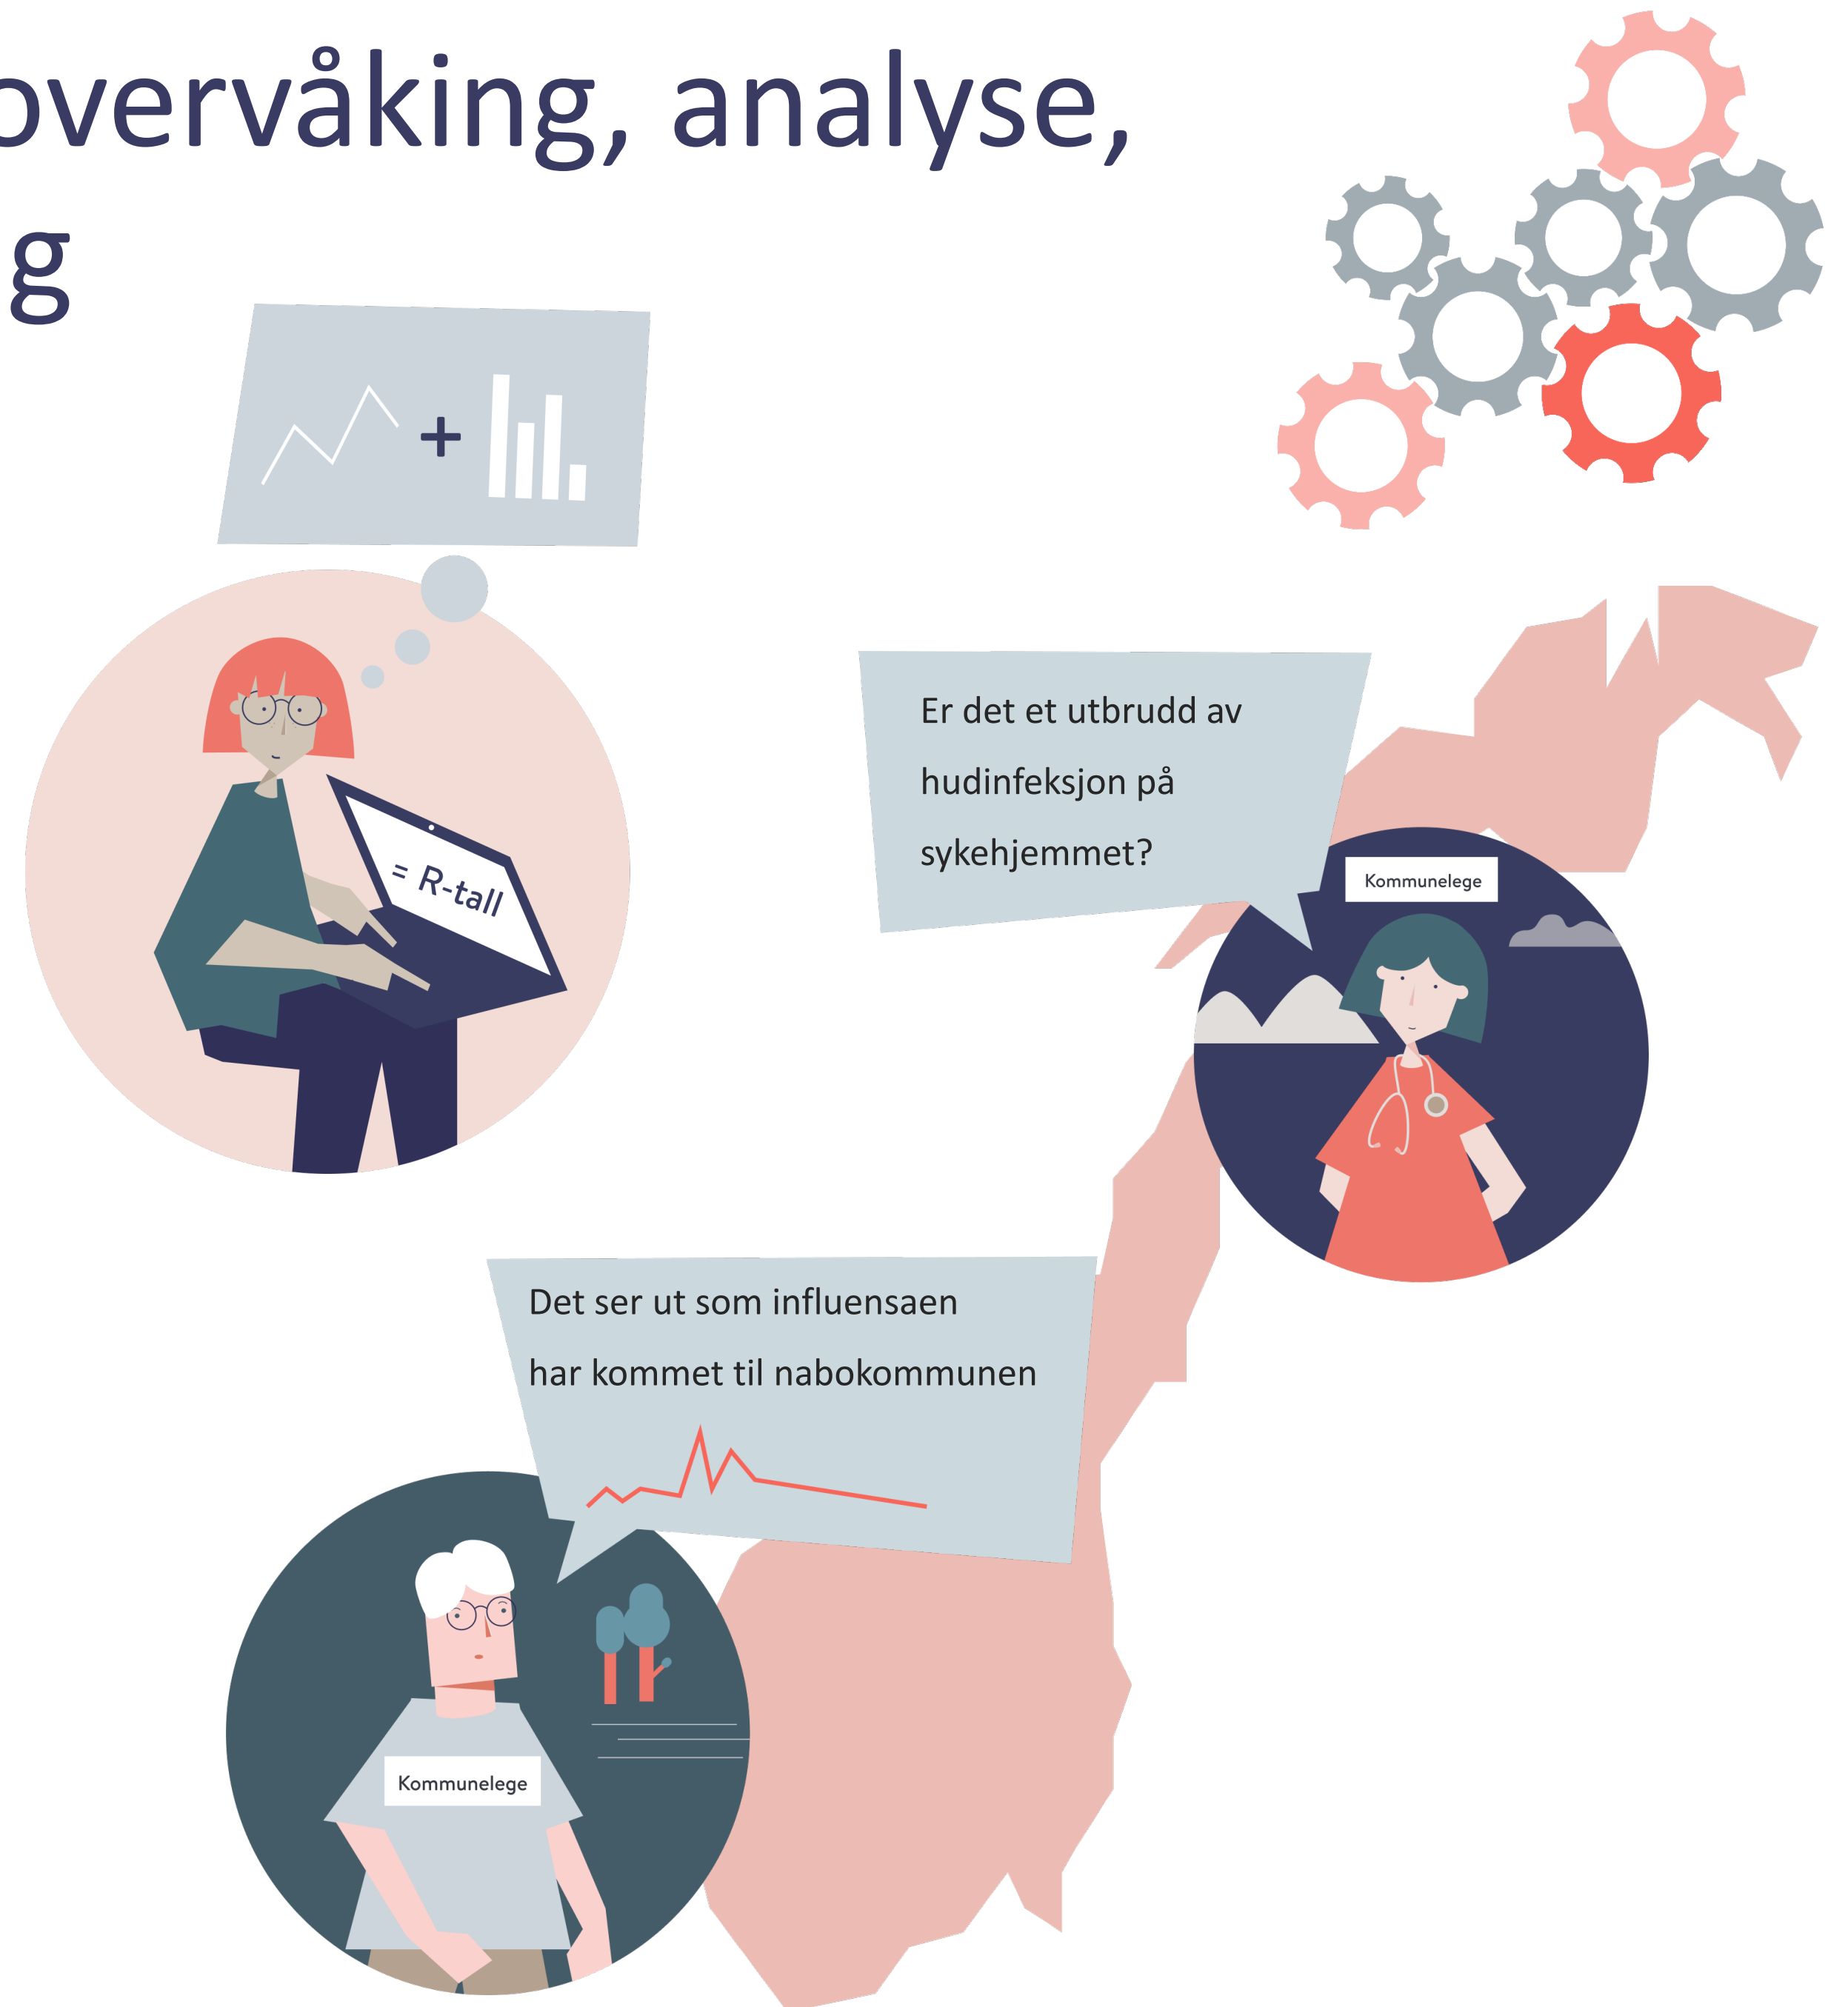 overvåking, analyse,
g
+
= R-tall
Er det et utbrudd av
hudinfeksjon på
sykehjemmet?
Kommunelege
Det ser ut som influensaen
har kommet til nabokommunen
Kommunelege